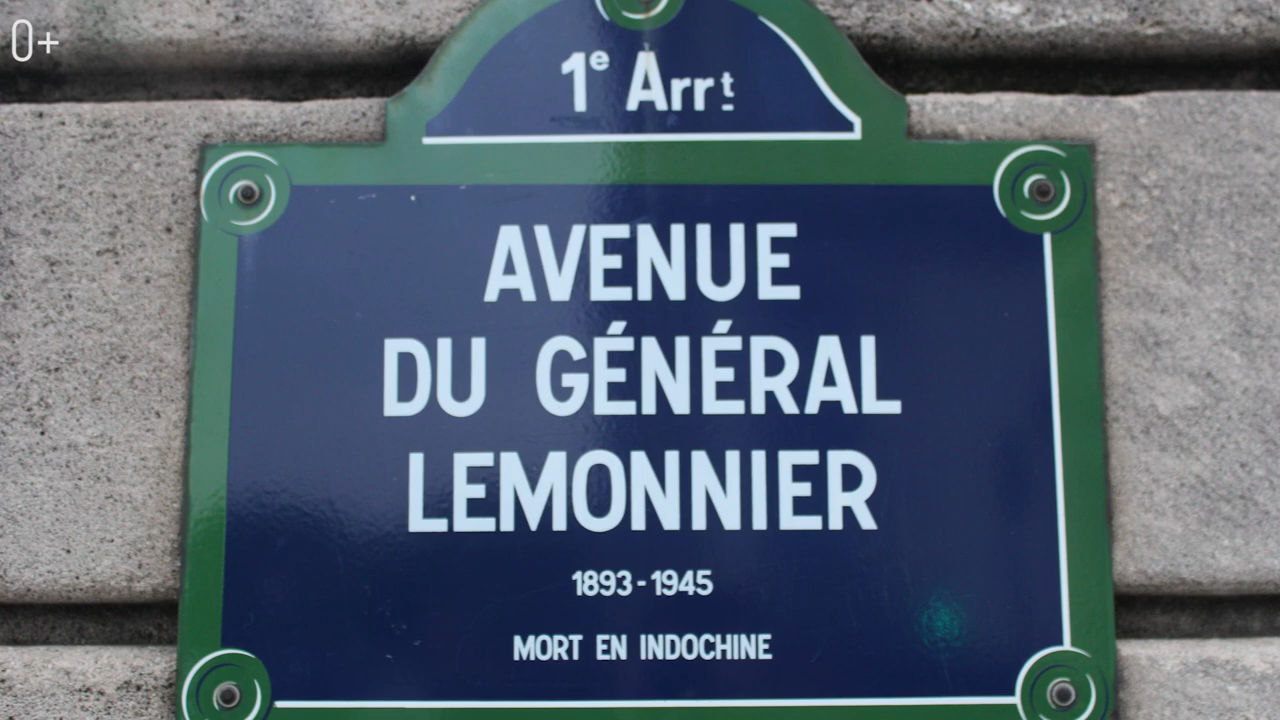 0+
1e Arrt
AVENUE
DU GÉNÉRAL
LEMONNIER
1893-1945
MORT EN INDOCHINE